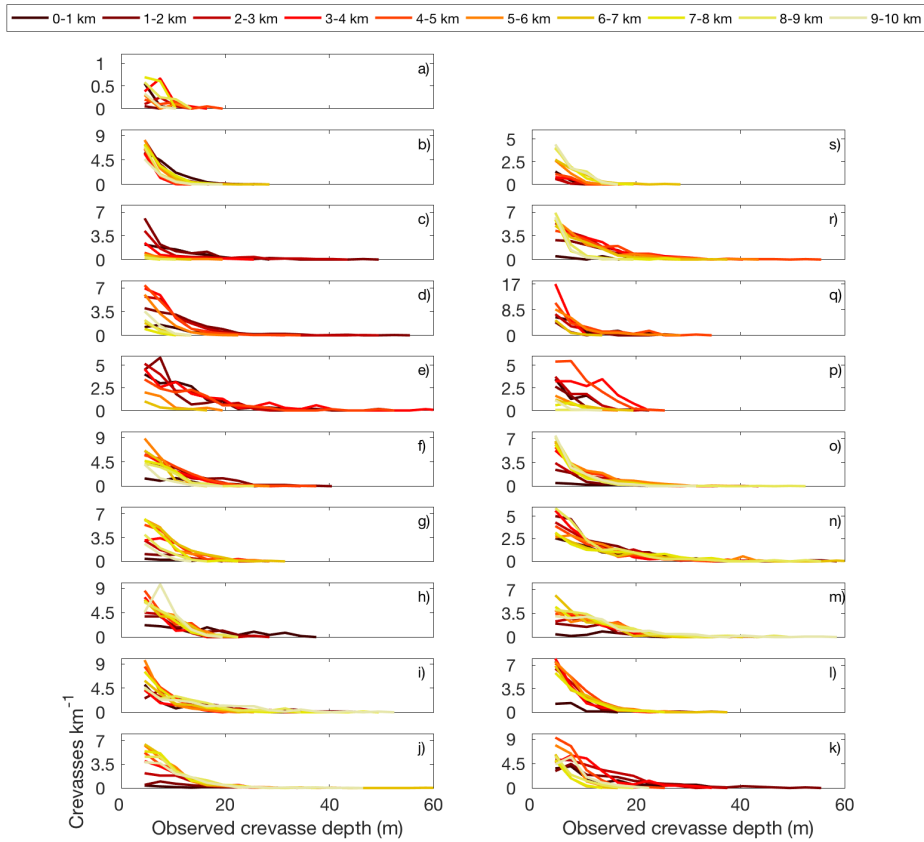 0-1 km 1-2 km 2-3 km 3-4 km 4-5 km 5-6 km 6-7 km 7-8 km 8-9 km 9-10 km
1 0.5 0 a)
9 4.5 0 b)
5 2.5 0 s)
7 3.5 0 c)
7 3.5 0 r)
7 3.5 0 d)
17 8.5 0 q)
5 2.5 0 e)
5 2.5 0 p)
9 4.5 0 f)
7 3.5 0 o)
7 3.5 0 g)
5 2.5 0 n)
9 4.5 0 h)
7 3.5 0 m)
9 4.5 0 i)
7 3.5 0 l)
7 3.5 0 j)
9 4.5 0 k)
0 20 40 60
0 20 40 60
Crevasses km⁻¹
Observed crevasse depth (m)
Observed crevasse depth (m)